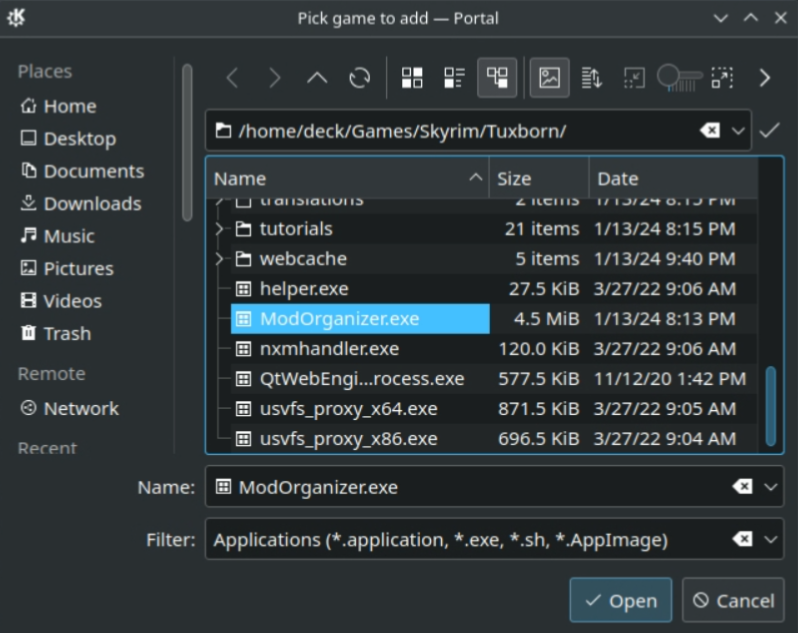 Pick game to add — Portal
Places
Home
Desktop
Documents
Downloads
Music
Pictures
Videos
Trash
Remote
Network
Recent
/home/deck/Games/Skyrim/Tuxborn/
Name Size Date
translations 2 items 1/13/24 8:15 PM
tutorials 21 items 1/13/24 8:15 PM
webcache 5 items 1/13/24 9:40 PM
helper.exe 27.5 KiB 3/27/22 9:06 AM
ModOrganizer.exe 4.5 MiB 1/13/24 8:13 PM
nxmhandler.exe 120.0 KiB 3/27/22 9:06 AM
QtWebEngi...rocess.exe 577.5 KiB 11/12/20 1:42 PM
usvfs_proxy_x64.exe 871.5 KiB 3/27/22 9:05 AM
usvfs_proxy_x86.exe 696.5 KiB 3/27/22 9:04 AM
Name: ModOrganizer.exe
Filter: Applications (*.application, *.exe, *.sh, *.AppImage)
Open Cancel